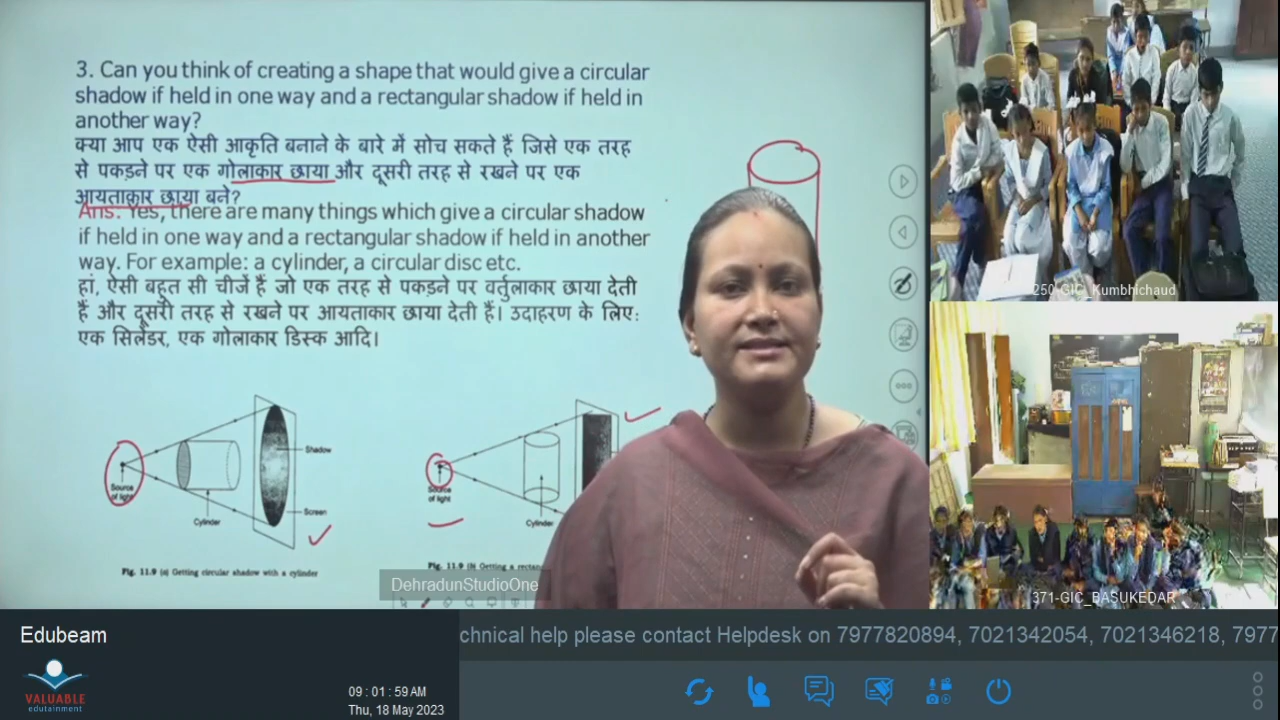 3. Can you think of creating a shape that would give a circular
shadow if held in one way and a rectangular shadow if held in
another way?
क्या आप एक ऐसी आकृति बनाने के बारे में सोच सकते हैं जिसे एक तरह
से पकड़ने पर एक गोलाकार छाया और दूसरी तरह से रखने पर एक
आयताकार छाया बने?
Ans: Yes, there are many things which give a circular shadow
if held in one way and a rectangular shadow if held in another
way. For example: a cylinder, a circular disc etc.
हां, ऐसी बहुत सी चीजें हैं जो एक तरह से पकड़ने पर वर्तुलाकार छाया देती
हैं और दूसरी तरह से रखने पर आयताकार छाया देती हैं। उदाहरण के लिए:
एक सिलेंडर, एक गोलाकार डिस्क आदि।
Shadow
Source
of light
Screen
Cylinder
Fig. 11.9 (a) Getting circular shadow with a cylinder
Source
of light
Cylinder
Fig. 11.9 (b) Getting a
DehradunStudioOne
250-GIC_Kumbhichaud
371-GIC_BASUKEDAR
Edubeam
chnical help please contact Helpdesk on 7977820894, 7021342054, 7021346218, 7977
VALUABLE
edutainment
09 : 01 : 59 AM
Thu, 18 May 2023